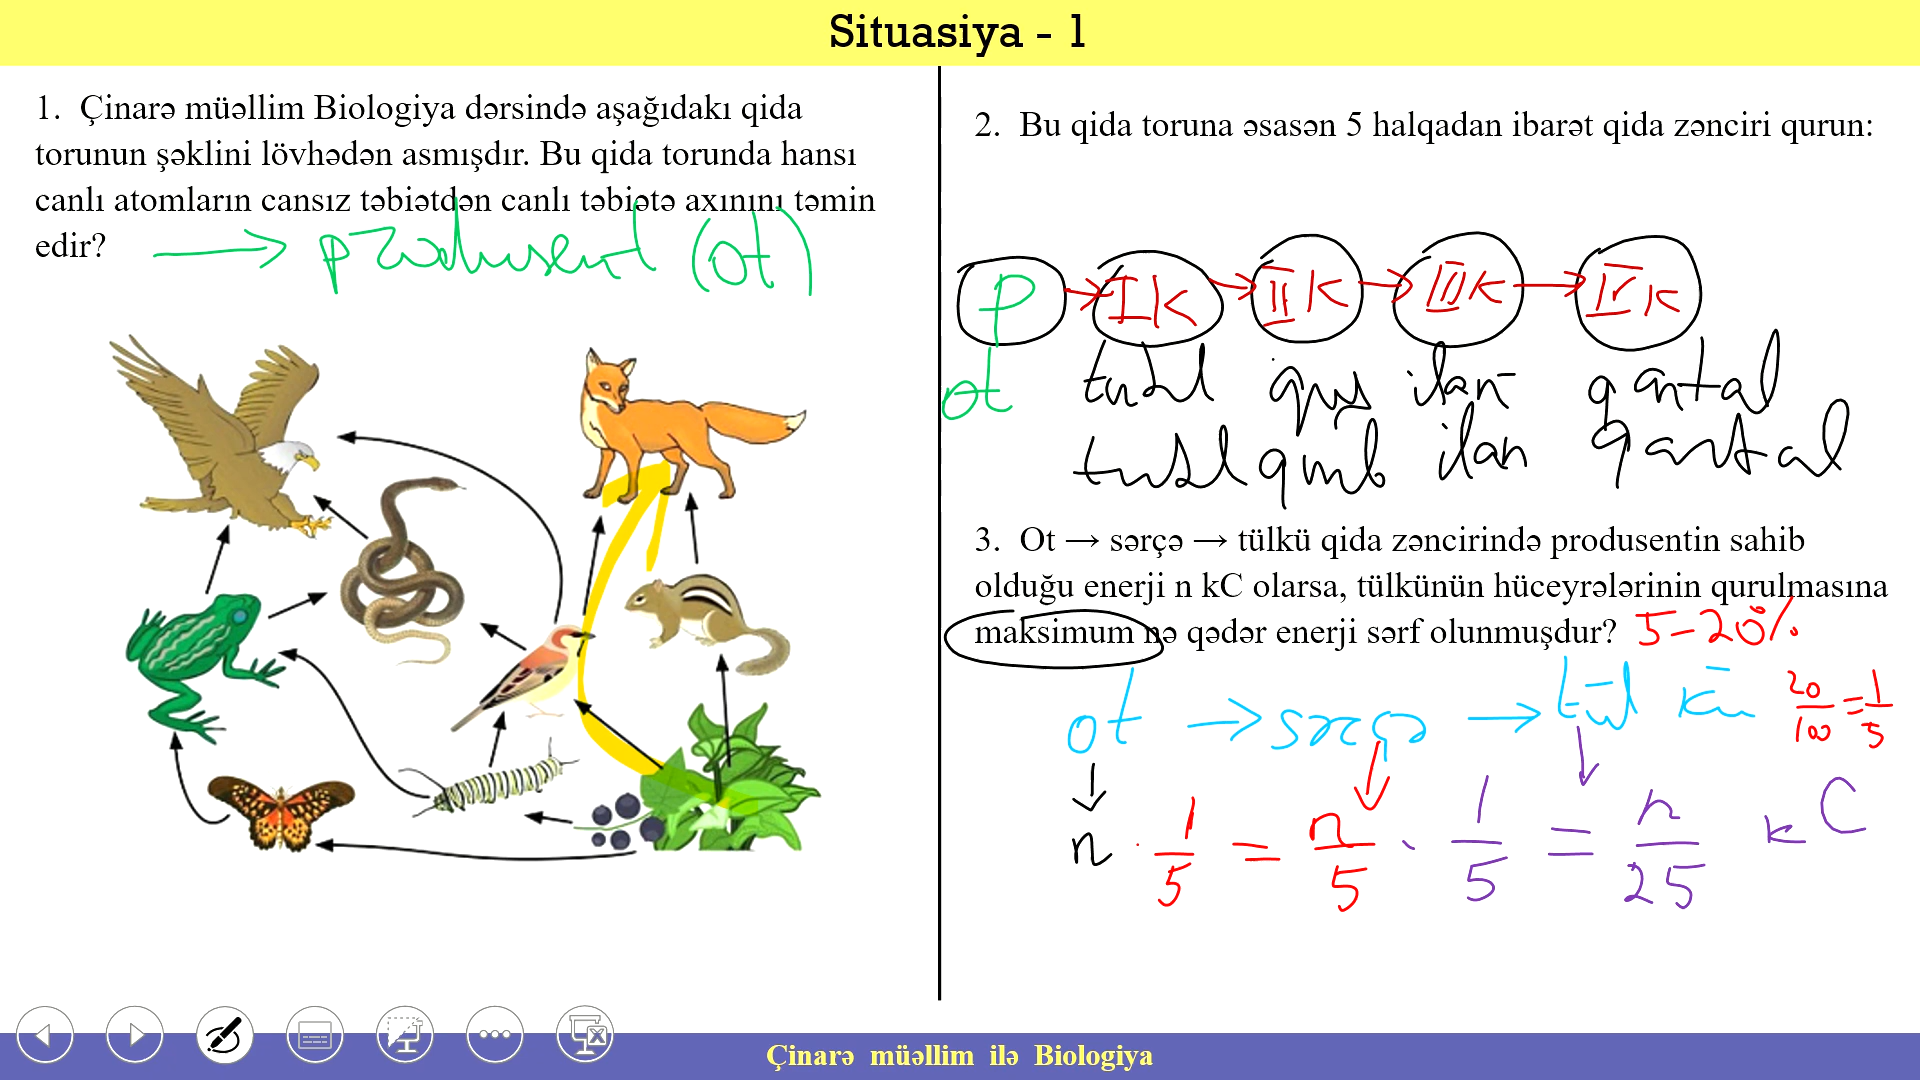 Situasiya - 1
1. Çinarə müəllim Biologiya dərsində aşağıdakı qida
torunun şəklini lövhədən asmışdır. Bu qida torunda hansı
canlı atomların cansız təbiətdən canlı təbiətə axınını təmin
edir? → produsent (ot)
2. Bu qida toruna əsasən 5 halqadan ibarət qida zənciri qurun:
P → I K → II K → III K → IV K
ot quş ilan qartal
ilan qartal
3. Ot → sərçə → tülkü qida zəncirində produsentin sahib
olduğu enerji n kC olarsa, tülkünün hüceyrələrinin qurulmasına
maksimum nə qədər enerji sərf olunmuşdur? 5-20%
ot → sərçə → tülkü 20/100 = 1/5
n · 1/5 = n/5 · 1/5 = n/25 kC
Çinarə müəllim ilə Biologiya